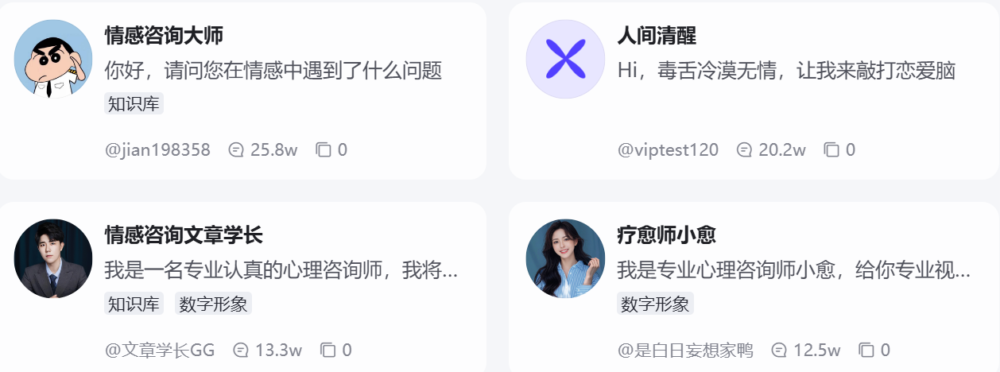 情感咨询大师
你好，请问您在情感中遇到了什么问题
知识库
@jian198358 25.8w 0
人间清醒
Hi，毒舌冷漠无情，让我来敲打恋爱脑
@viptest120 20.2w 0
情感咨询文章学长
我是一名专业认真的心理咨询师，我将...
知识库 数字形象
@文章学长GG 13.3w 0
疗愈师小愈
我是专业心理咨询师小愈，给你专业视...
数字形象
@是白日妄想家鸭 12.5w 0